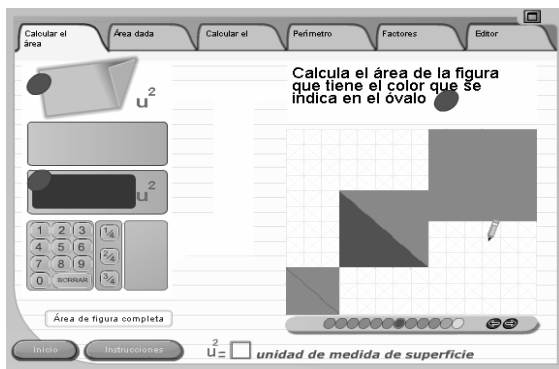 Calcular el área
Área dada
Calcular el
Perímetro
Factores
Editor
Calcula el área de la figura
que tiene el color que se
indica en el óvalo
u²
u²
1 2 3 1/4
4 5 6 2/4
7 8 9 3/4
0 BORRAR
Área de figura completa
Inicio
Instrucciones
u²= unidad de medida de superficie